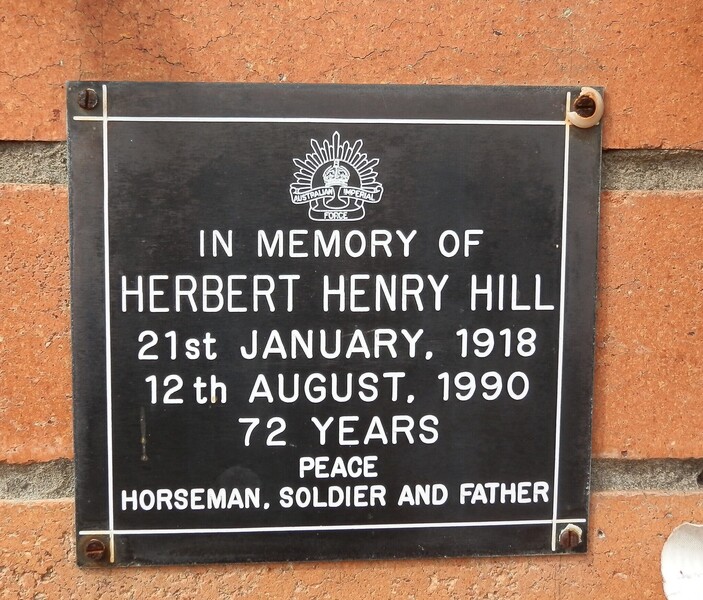 AUSTRALIAN IMPERIAL
FORCE
IN MEMORY OF
HERBERT HENRY HILL
21st JANUARY, 1918
12th AUGUST, 1990
72 YEARS
PEACE
HORSEMAN, SOLDIER AND FATHER